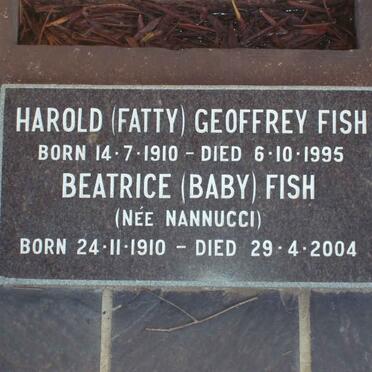 HAROLD (FATTY) GEOFFREY FISH
BORN 14·7·1910 – DIED 6·10·1995
BEATRICE (BABY) FISH
(NÉE NANNUCCI)
BORN 24·11·1910 – DIED 29·4·2004